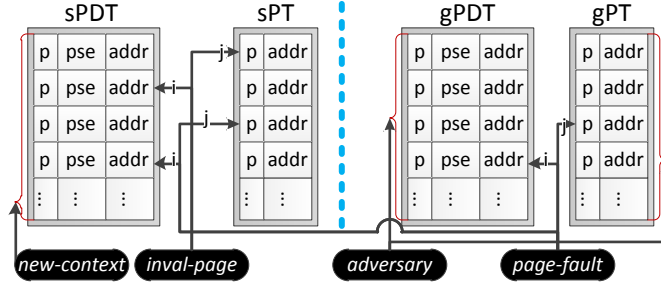 sPDT sPT gPDT gPT
p pse addr j p addr p pse addr p addr
p pse addr i p addr p pse addr p addr
p pse addr j p addr p pse addr j p addr
p pse addr i p addr p pse addr i p addr
⋮ ⋮ ⋮ ⋮ ⋮ ⋮ ⋮ ⋮ ⋮ ⋮
new-context inval-page adversary page-fault